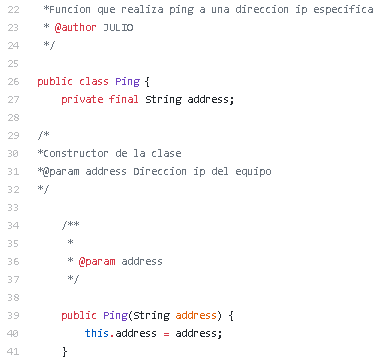 22 *Funcion que realiza ping a una direccion ip especifica
23 * @author JULIO
24 */
25
26 public class Ping {
27 private final String address;
28
29 /*
30 *Constructor de la clase
31 *@param address Direccion ip del equipo
32 */
33
34 /**
35 *
36 * @param address
37 */
38
39 public Ping(String address) {
40 this.address = address;
41 }